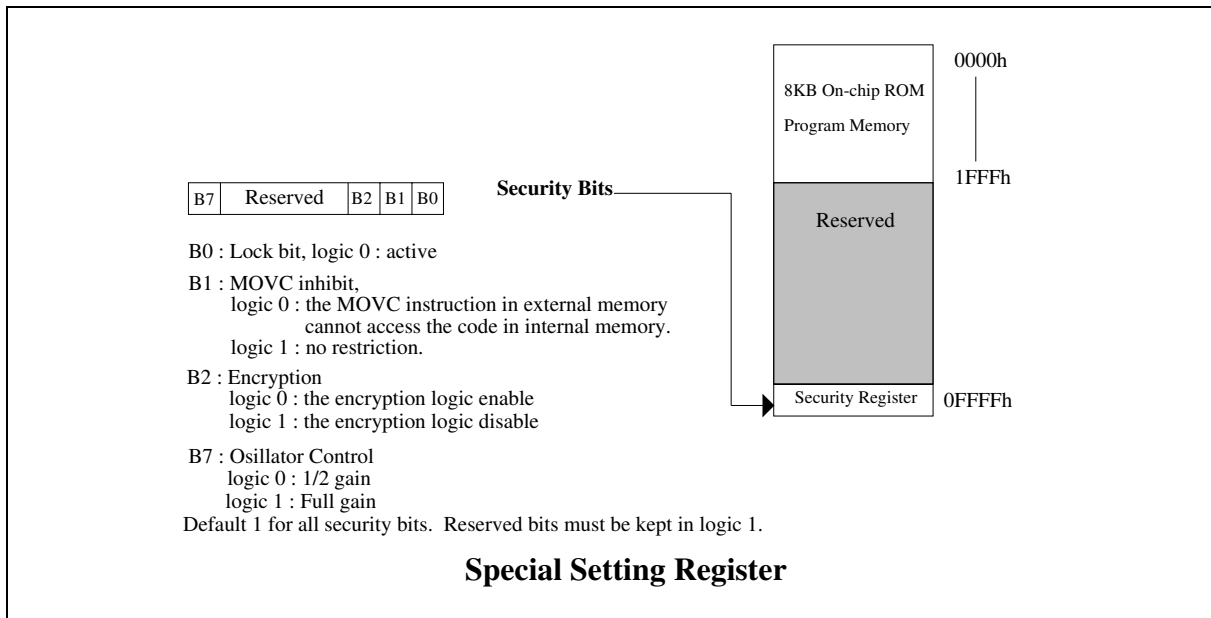 0000h
8KB On-chip ROM
Program Memory
1FFFh
B7 Reserved B2 B1 B0
Security Bits
Reserved
B0 : Lock bit, logic 0 : active
B1 : MOVC inhibit,
logic 0 : the MOVC instruction in external memory
cannot access the code in internal memory.
logic 1 : no restriction.
B2 : Encryption
logic 0 : the encryption logic enable
logic 1 : the encryption logic disable
Security Register 0FFFFh
B7 : Osillator Control
logic 0 : 1/2 gain
logic 1 : Full gain
Default 1 for all security bits. Reserved bits must be kept in logic 1.
Special Setting Register